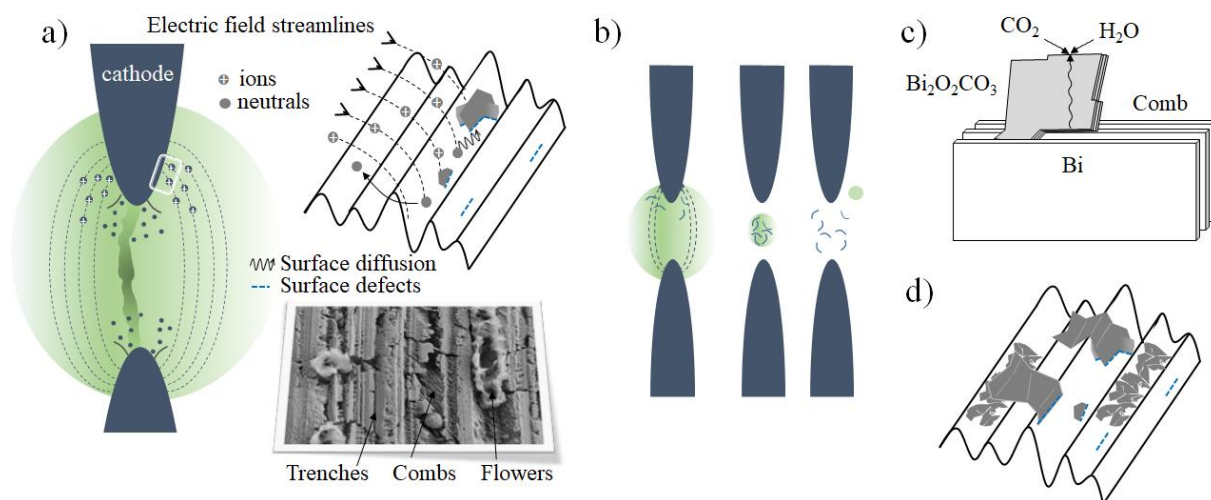 a)
Electric field streamlines
cathode
ions
neutrals
Surface diffusion
Surface defects
Trenches Combs Flowers
b)
c)
CO₂ H₂O
Bi₂O₂CO₃
Comb
Bi
d)